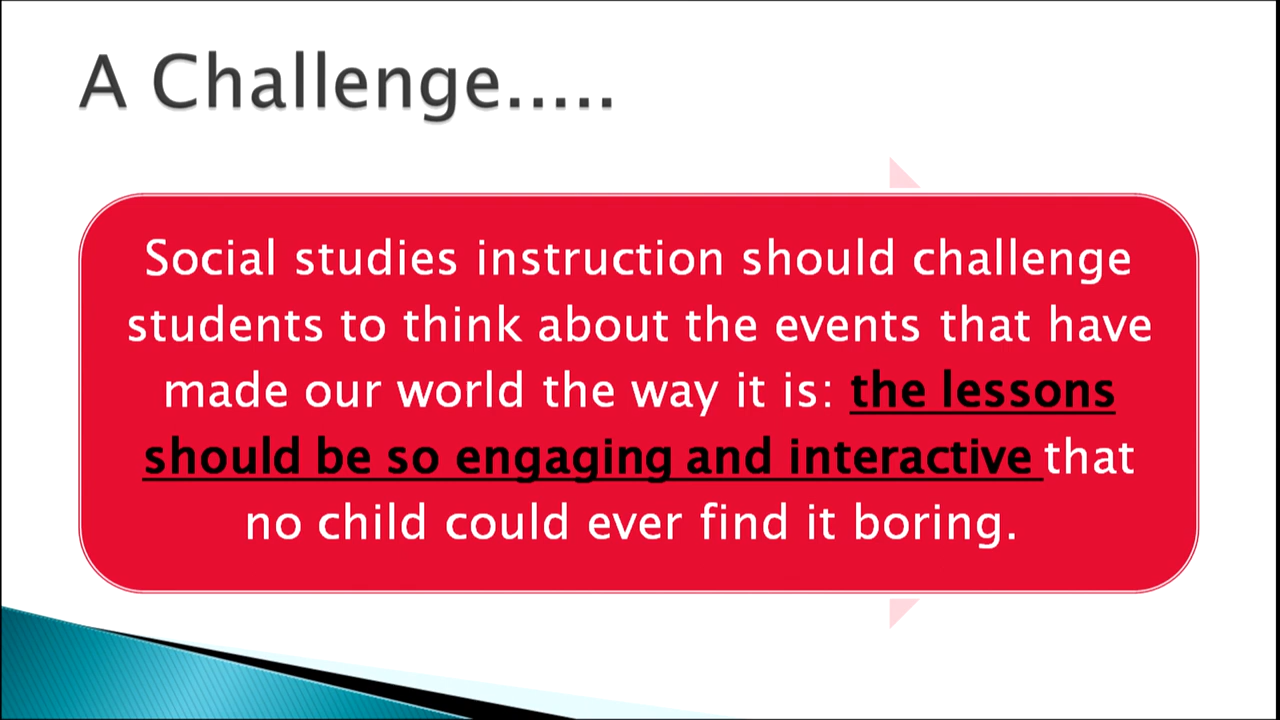 A Challenge.....
Social studies instruction should challenge
students to think about the events that have
made our world the way it is: the lessons
should be so engaging and interactive that
no child could ever find it boring.